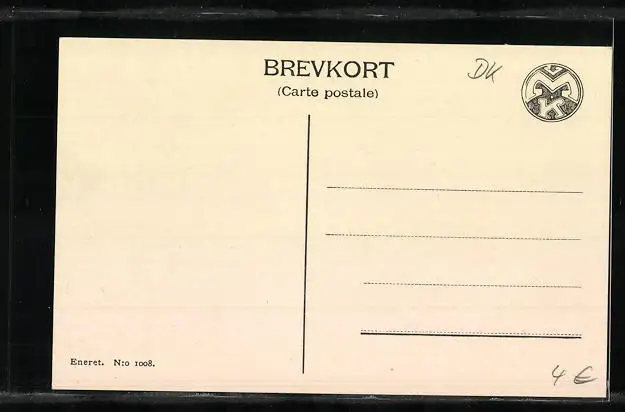 BREVKORT
(Carte postale)
DK
Eneret. N:o 1008.
4 €